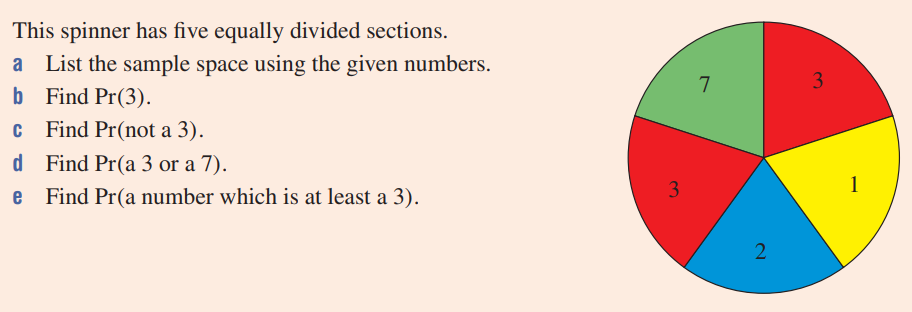 This spinner has five equally divided sections.
a List the sample space using the given numbers.
b Find Pr(3).
c Find Pr(not a 3).
d Find Pr(a 3 or a 7).
e Find Pr(a number which is at least a 3).
7
3
3
1
2